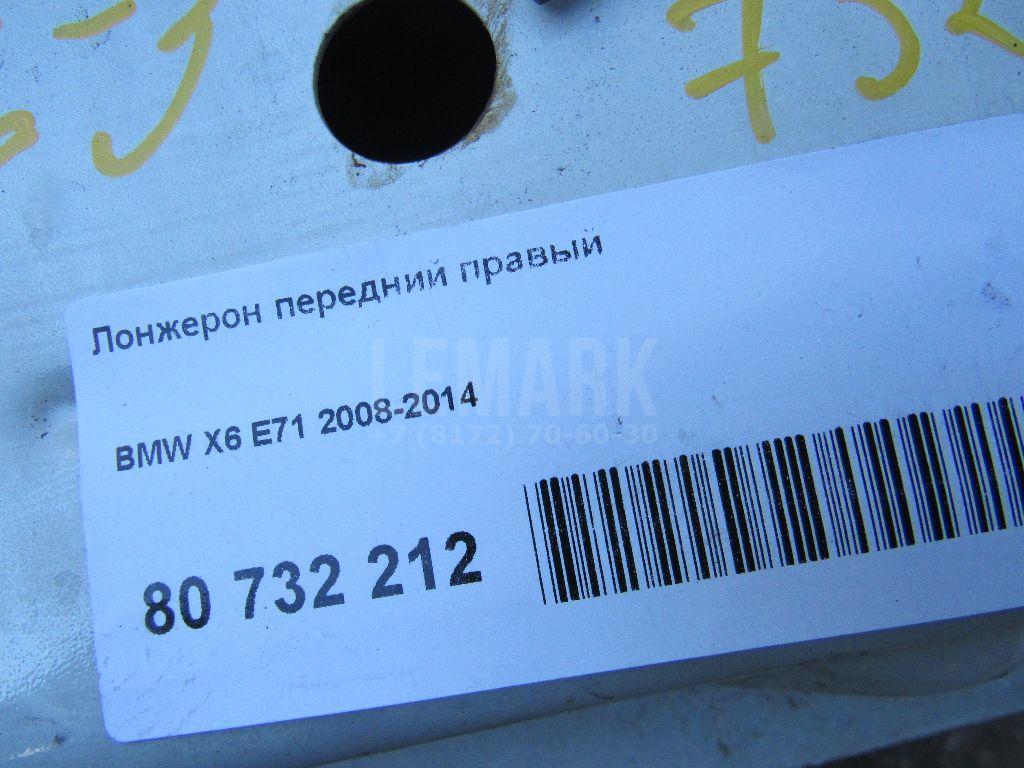 Лонжерон передний правый
LEMARK
BMW X6 E71 2008-2014
+7 (8172) 70-60-30
80 732 212